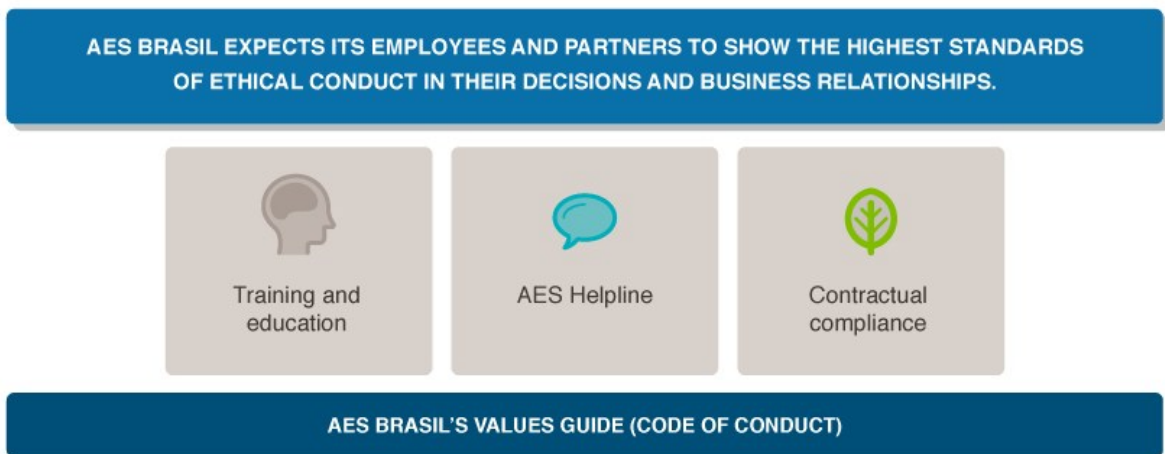 AES BRASIL EXPECTS ITS EMPLOYEES AND PARTNERS TO SHOW THE HIGHEST STANDARDS
OF ETHICAL CONDUCT IN THEIR DECISIONS AND BUSINESS RELATIONSHIPS.
Training and
education
AES Helpline
Contractual
compliance
AES BRASIL'S VALUES GUIDE (CODE OF CONDUCT)